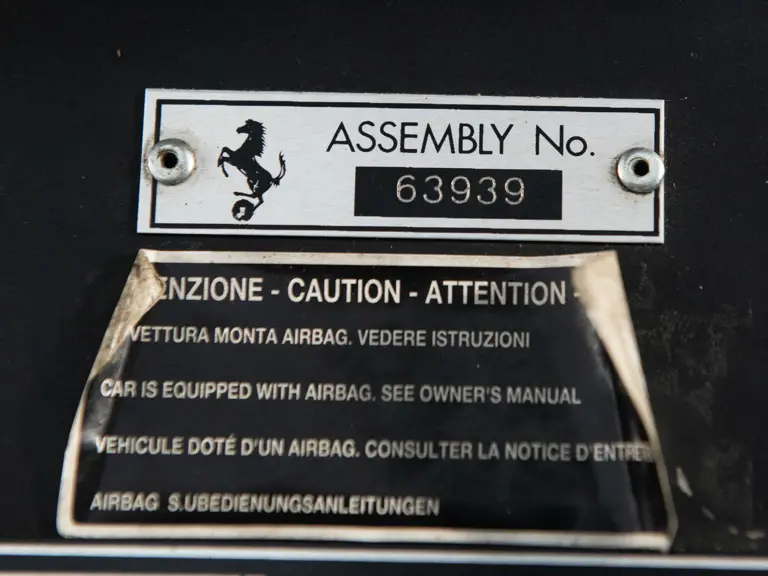 ASSEMBLY No.
63939
ENZIONE - CAUTION - ATTENTION -
VETTURA MONTA AIRBAG. VEDERE ISTRUZIONI
CAR IS EQUIPPED WITH AIRBAG. SEE OWNER'S MANUAL
VEHICULE DOTÉ D'UN AIRBAG. CONSULTER LA NOTICE D'ENTRET
AIRBAG S.UBEDIENUNGSANLEITUNGEN